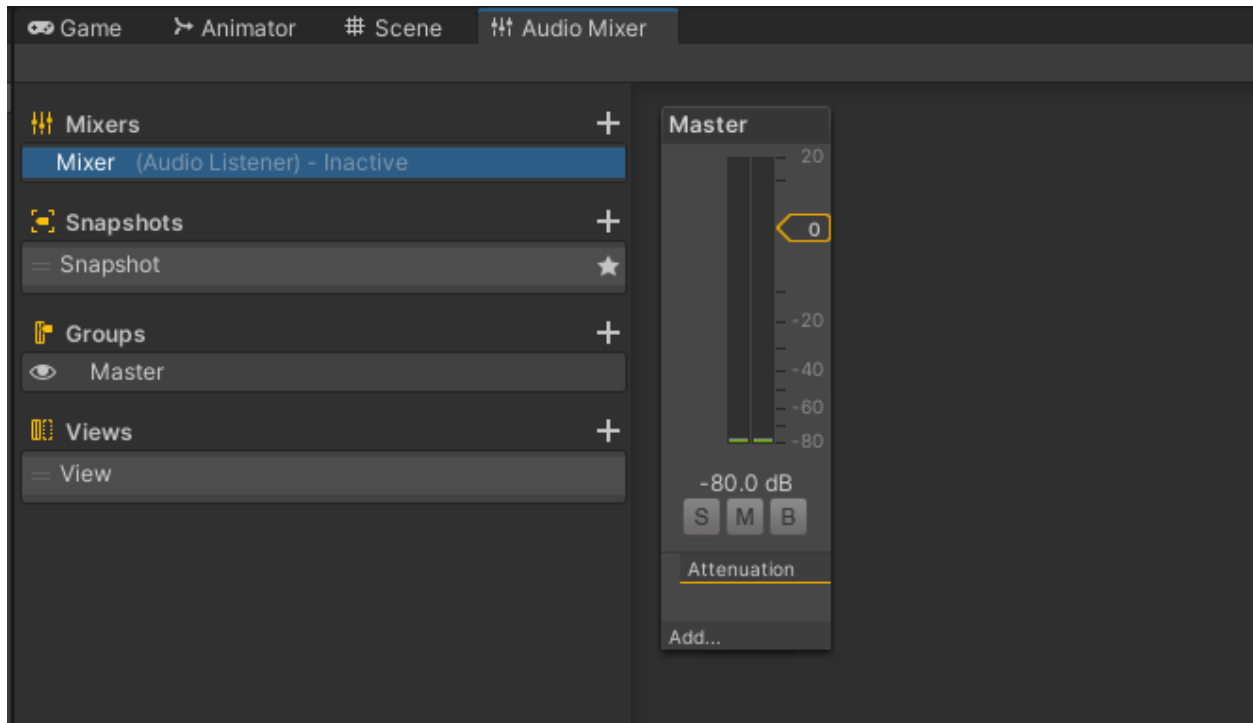 Game Animator Scene Audio Mixer
Mixers
Mixer (Audio Listener) - Inactive
Snapshots
Snapshot
Groups
Master
Views
View
Master
20
0
-20
-40
-60
-80
-80.0 dB
S M B
Attenuation
Add...